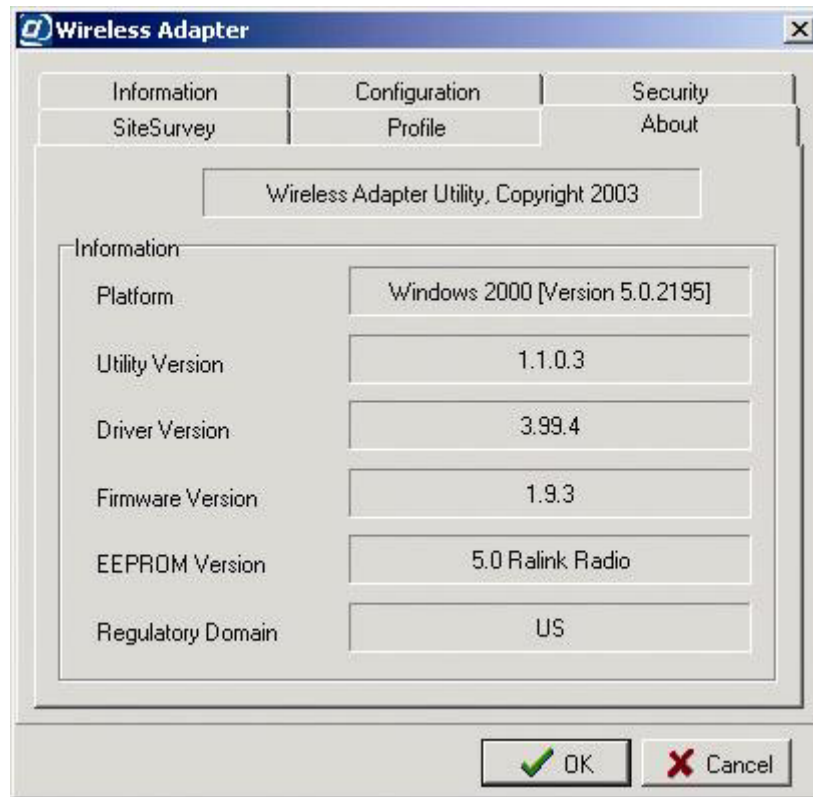 Wireless Adapter
Information Configuration Security
SiteSurvey Profile About
Wireless Adapter Utility, Copyright 2003
Information
Platform Windows 2000 [Version 5.0.2195]
Utility Version 1.1.0.3
Driver Version 3.99.4
Firmware Version 1.9.3
EEPROM Version 5.0 Ralink Radio
Regulatory Domain US
OK Cancel